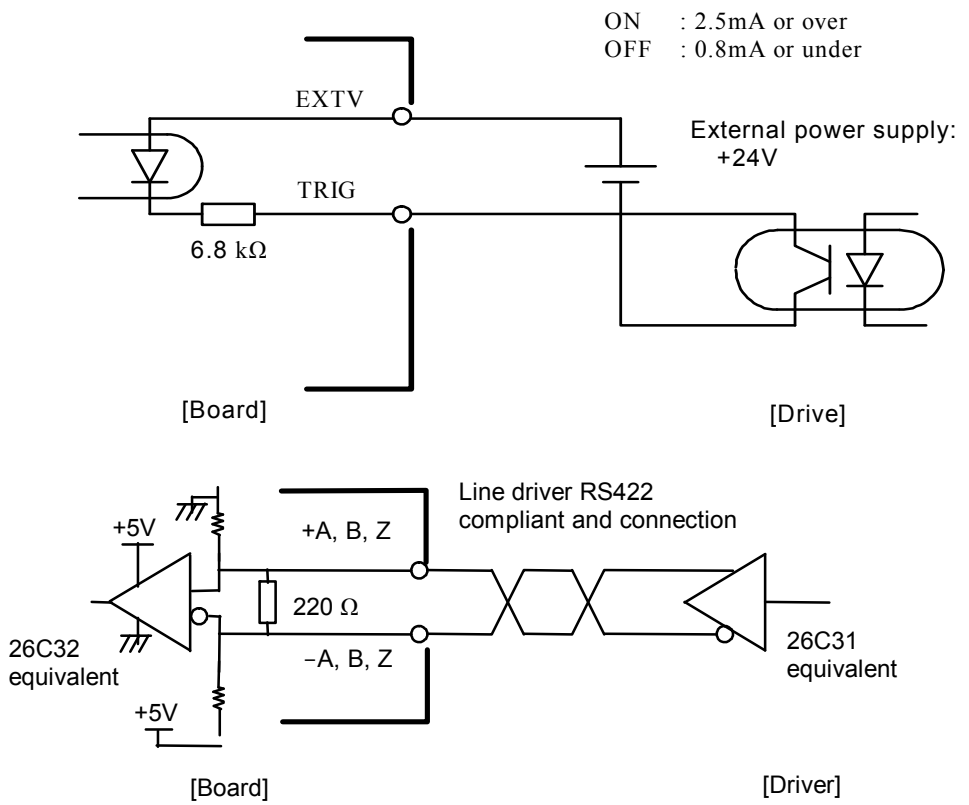 ON : 2.5mA or over
OFF : 0.8mA or under
EXTV
External power supply:
+24V
TRIG
6.8 kΩ
[Board]
[Drive]
Line driver RS422
compliant and connection
+5V
+A, B, Z
220 Ω
26C32
equivalent
26C31
equivalent
−A, B, Z
+5V
[Board]
[Driver]